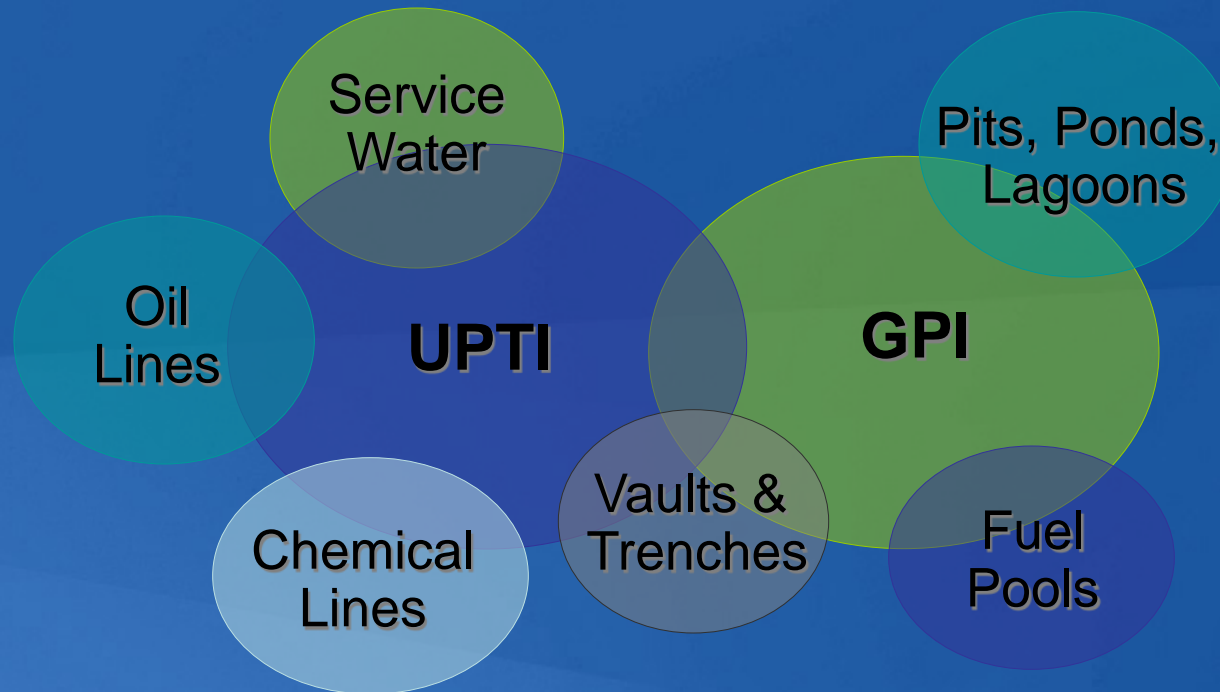 Service
Water
Pits, Ponds,
Lagoons
Oil
Lines
UPTI
GPI
Vaults &
Trenches
Chemical
Lines
Fuel
Pools